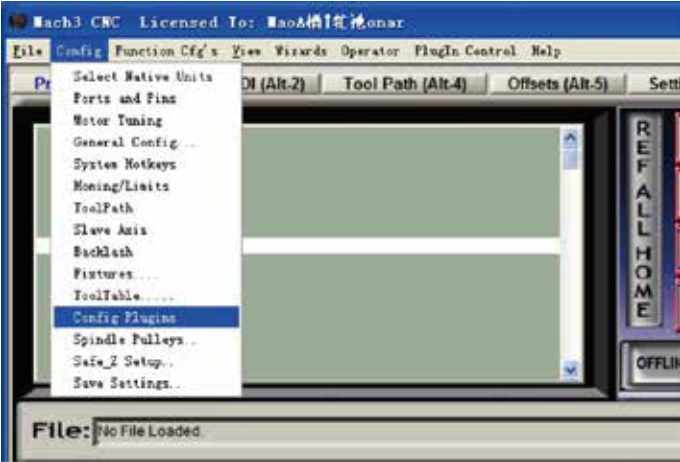 Mach3 CNC Licensed To:
File Config Function Cfg's View Wizards Operator PlugIn Control Help
Pr DI (Alt-2) Tool Path (Alt-4) Offsets (Alt-5) Setti
Select Native Units
Ports and Pins
Motor Tuning
General Config...
System Hotkeys
Homing/Limits
ToolPath
Slave Axis
Backlash
Fixtures....
ToolTable.....
Config Plugins
Spindle Pulleys..
Safe_Z Setup..
Save Settings..
REF ALL HOME
OFFLIN
File: No File Loaded.